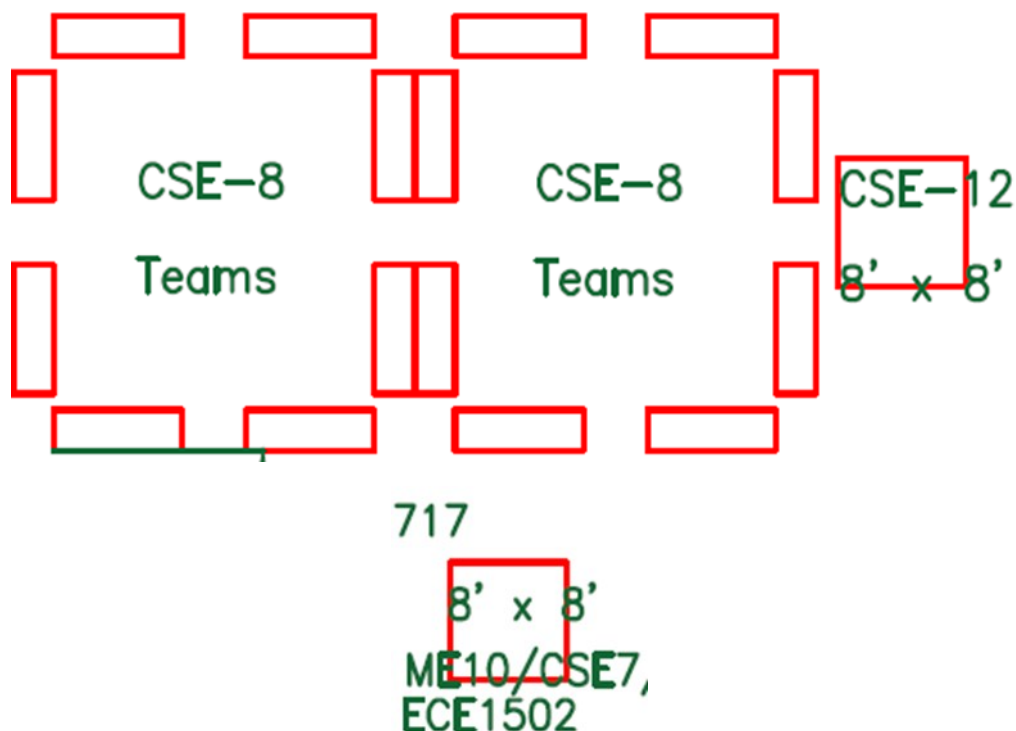 CSE-8
Teams
CSE-8
Teams
CSE-12
8' x 8'
717
8' x 8'
ME10/CSE7,
ECE1502